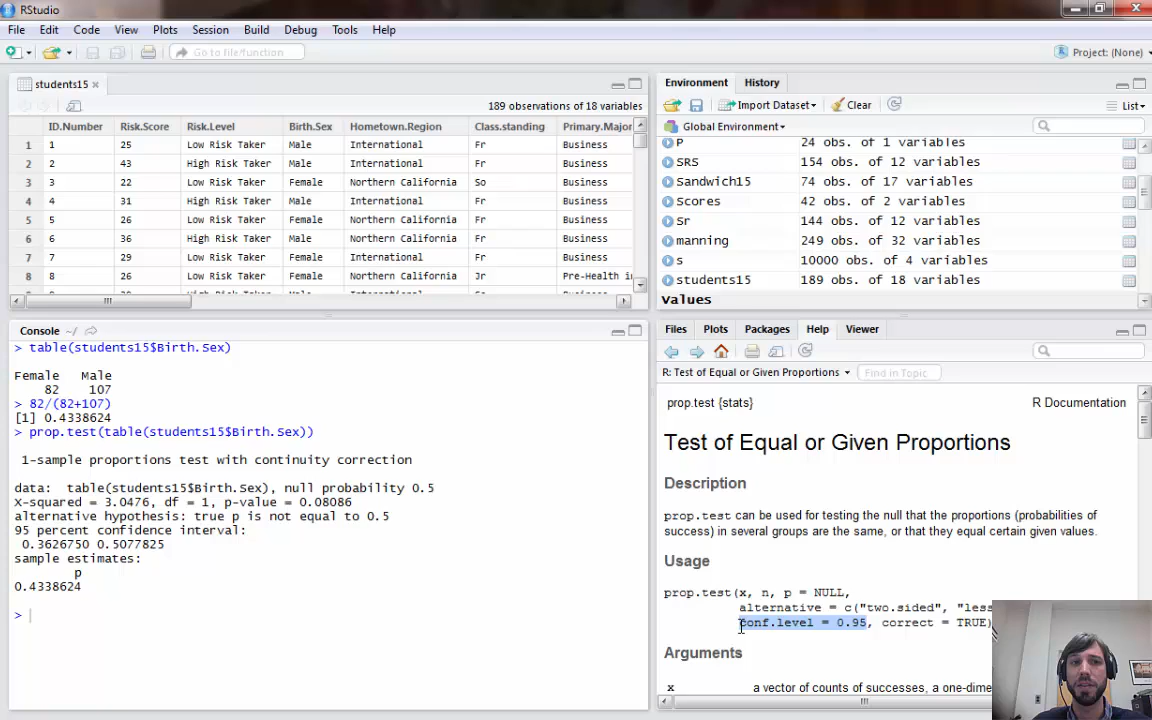 RStudio
File Edit Code View Plots Session Build Debug Tools Help
Go to file/function
Project: (None)
students15
189 observations of 18 variables
ID.Number Risk.Score Risk.Level Birth.Sex Hometown.Region Class.standing Primary.Major
1 1 25 Low Risk Taker Male International Fr Business
2 2 43 High Risk Taker Male International Fr Business
3 3 22 Low Risk Taker Female Northern California So Business
4 4 31 High Risk Taker Male International Fr Business
5 5 26 Low Risk Taker Female Northern California Fr Business
6 6 36 High Risk Taker Male Northern California Fr Business
7 7 29 Low Risk Taker Female International Fr Business
8 8 26 Low Risk Taker Female Northern California Jr Pre-Health i
Environment History
Import Dataset Clear List
Global Environment
P 24 obs. of 1 variables
SRS 154 obs. of 12 variables
Sandwich15 74 obs. of 17 variables
Scores 42 obs. of 2 variables
Sr 144 obs. of 12 variables
manning 249 obs. of 32 variables
s 10000 obs. of 4 variables
students15 189 obs. of 18 variables
Values
Console ~/
> table(students15$Birth.Sex)
Female Male
82 107
> 82/(82+107)
[1] 0.4338624
> prop.test(table(students15$Birth.Sex))
1-sample proportions test with continuity correction
data: table(students15$Birth.Sex), null probability 0.5
X-squared = 3.0476, df = 1, p-value = 0.08086
alternative hypothesis: true p is not equal to 0.5
95 percent confidence interval:
0.3626750 0.5077825
sample estimates:
p
0.4338624
>
Files Plots Packages Help Viewer
R: Test of Equal or Given Proportions Find in Topic
prop.test {stats} R Documentation
Test of Equal or Given Proportions
Description
prop.test can be used for testing the null that the proportions (probabilities of
success) in several groups are the same, or that they equal certain given values.
Usage
prop.test(x, n, p = NULL,
alternative = c("two.sided", "less
conf.level = 0.95, correct = TRUE)
Arguments
x a vector of counts of successes, a one-dime